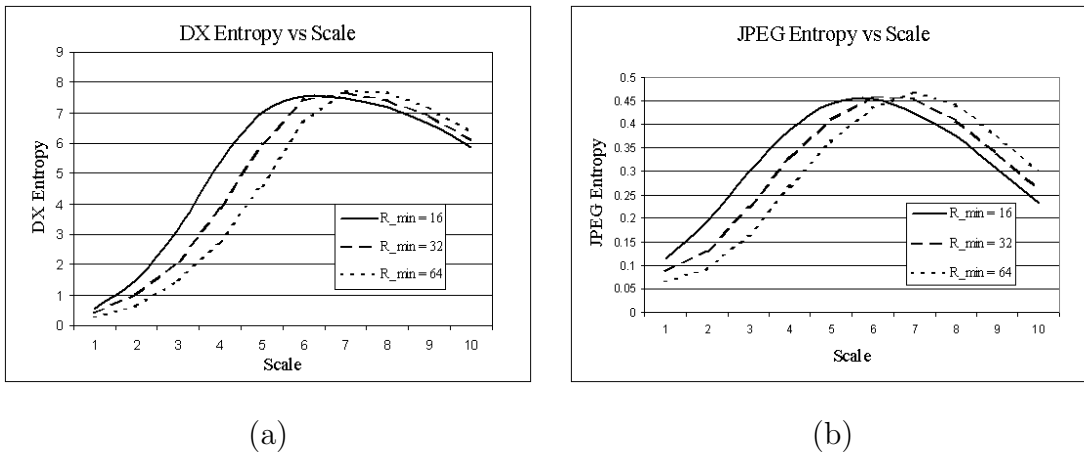 DX Entropy vs Scale
9
8
7
6
5
4
3
2
1
0
DX Entropy
1 2 3 4 5 6 7 8 9 10
Scale
R_min = 16
R_min = 32
R_min = 64
(a)
JPEG Entropy vs Scale
0.5
0.45
0.4
0.35
0.3
0.25
0.2
0.15
0.1
0.05
0
JPEG Entropy
1 2 3 4 5 6 7 8 9 10
Scale
R_min = 16
R_min = 32
R_min = 64
(b)